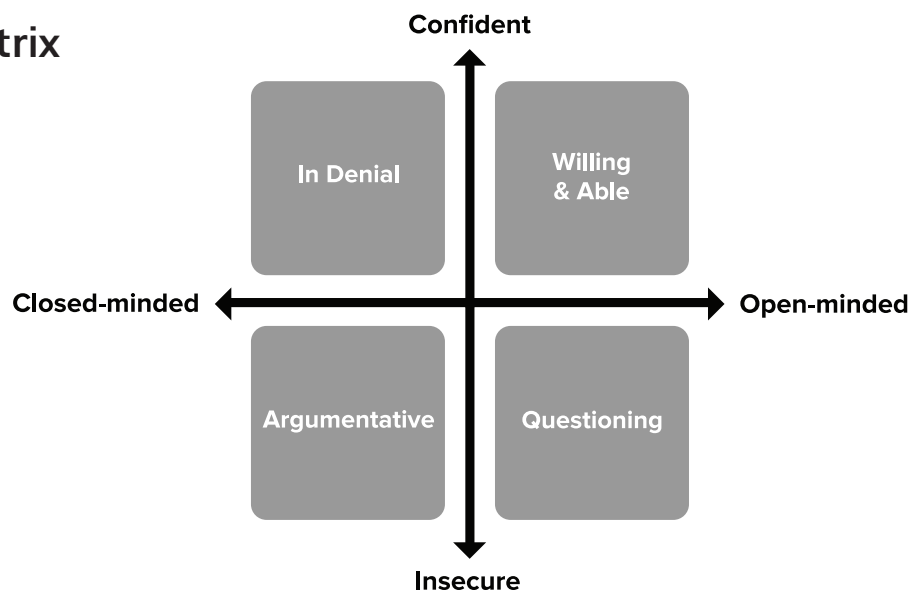 trix
Confident
In Denial
Willing
& Able
Closed-minded
Open-minded
Argumentative
Questioning
Insecure